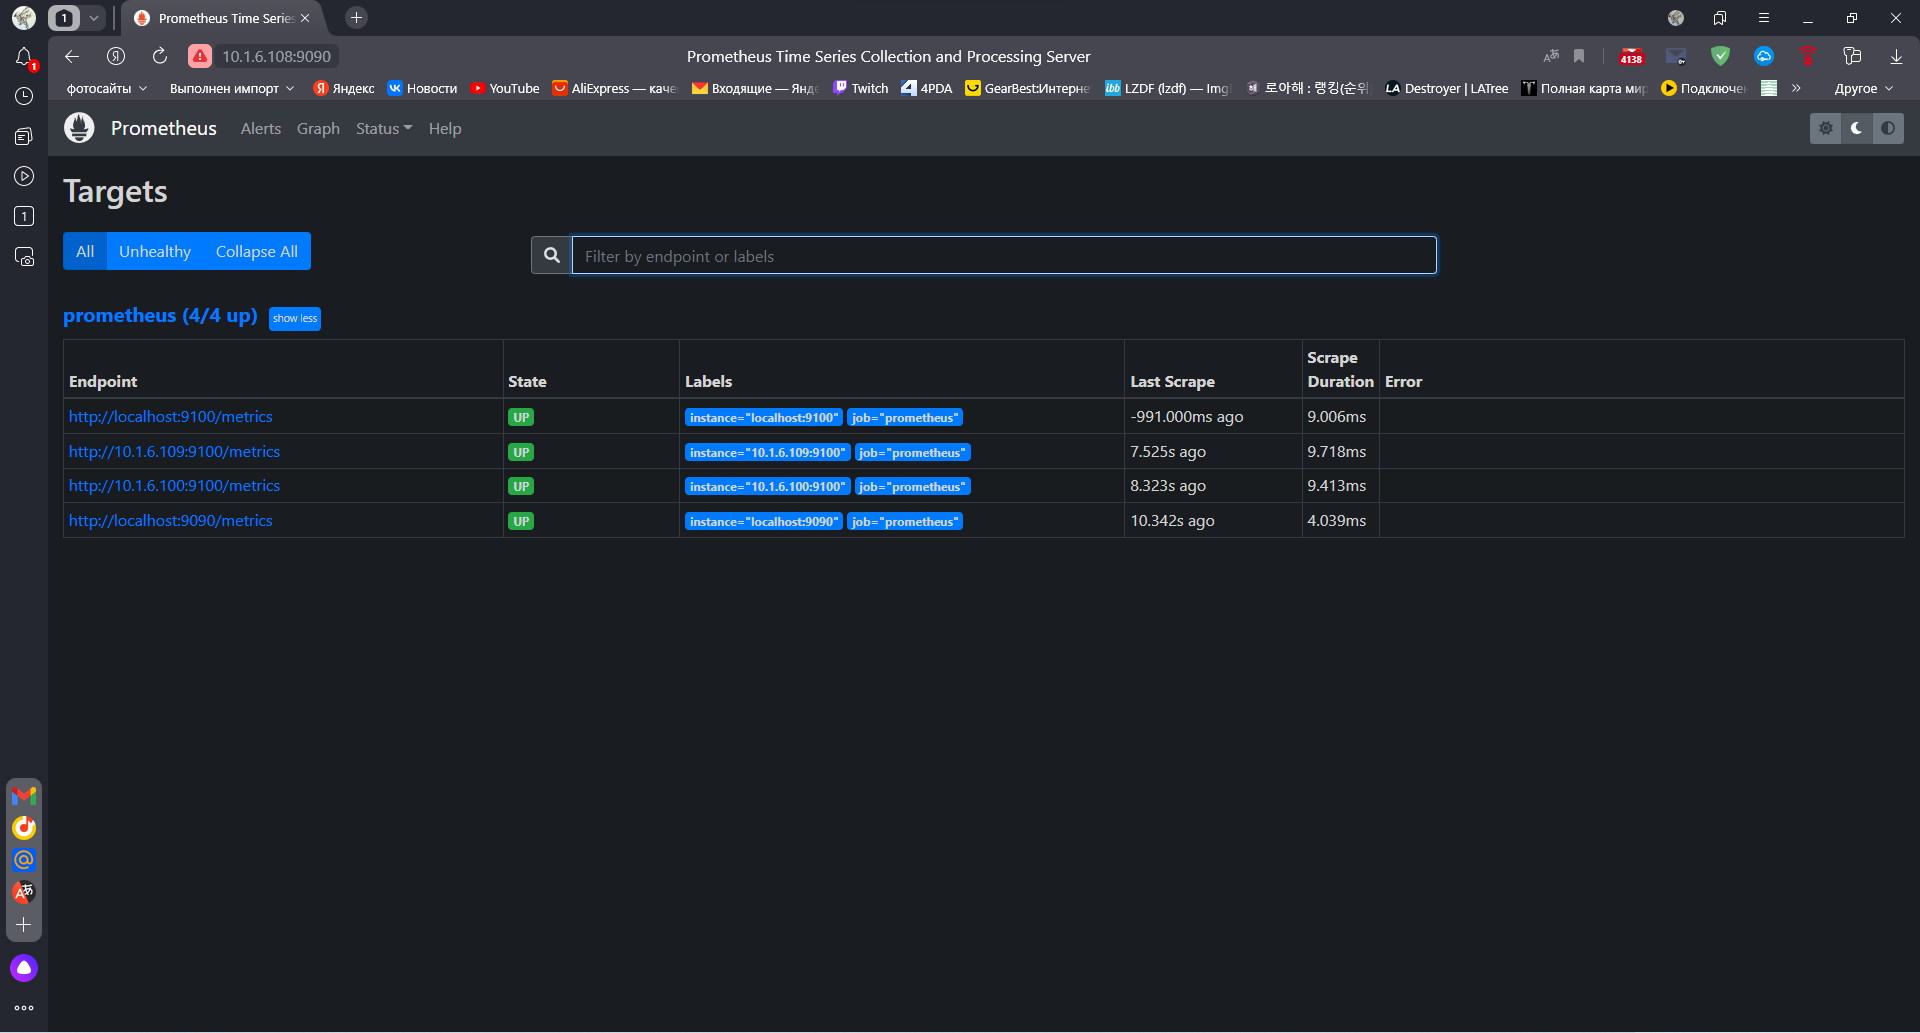 1
Prometheus Time Series
1
10.1.6.108:9090
Prometheus Time Series Collection and Processing Server
4138
фотосайты
Выполнен импорт
Яндекс
Новости
YouTube
AliExpress — каче
Входящие — Янд
Twitch
4PDA
GearBest:Интерне
LZDF (lzdf) — Img
로아해 : 랭킹(순위
Destroyer | LATree
Полная карта мир
Подключе
Другое
Prometheus
Alerts
Graph
Status
Help
1
Targets
All
Unhealthy
Collapse All
Filter by endpoint or labels
prometheus (4/4 up)
show less
Endpoint
State
Labels
Last Scrape
Scrape
Duration
Error
http://localhost:9100/metrics
UP
instance="localhost:9100"
job="prometheus"
-991.000ms ago
9.006ms
http://10.1.6.109:9100/metrics
UP
instance="10.1.6.109:9100"
job="prometheus"
7.525s ago
9.718ms
http://10.1.6.100:9100/metrics
UP
instance="10.1.6.100:9100"
job="prometheus"
8.323s ago
9.413ms
http://localhost:9090/metrics
UP
instance="localhost:9090"
job="prometheus"
10.342s ago
4.039ms